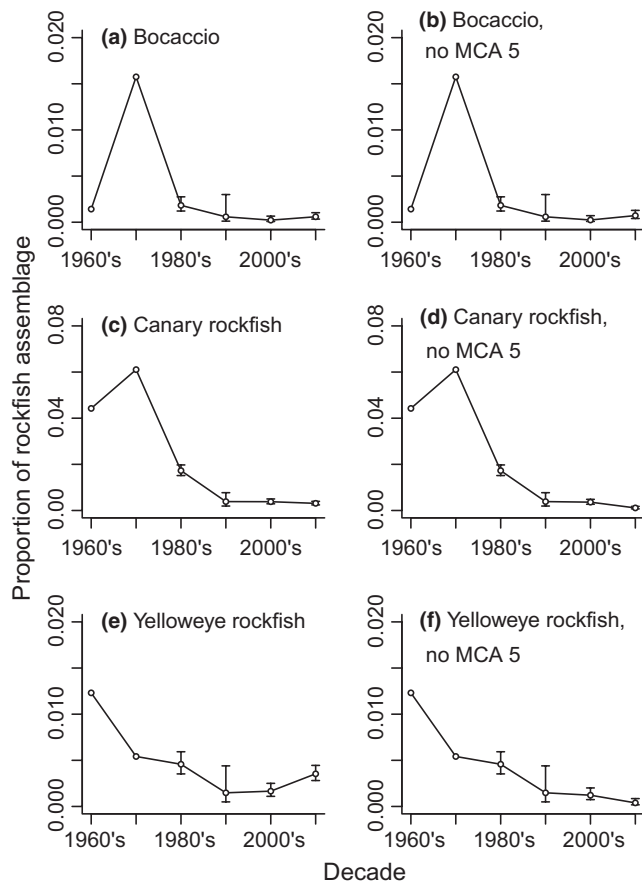 Proportion of rockfish assemblage
(a) Bocaccio
0.020
0.010
0.000
1960's 1980's 2000's
(b) Bocaccio,
no MCA 5
0.020
0.010
0.000
1960's 1980's 2000's
(c) Canary rockfish
0.08
0.04
0.00
1960's 1980's 2000's
(d) Canary rockfish,
no MCA 5
0.08
0.04
0.00
1960's 1980's 2000's
(e) Yelloweye rockfish
0.020
0.010
0.000
1960's 1980's 2000's
(f) Yelloweye rockfish,
no MCA 5
0.020
0.010
0.000
1960's 1980's 2000's
Decade